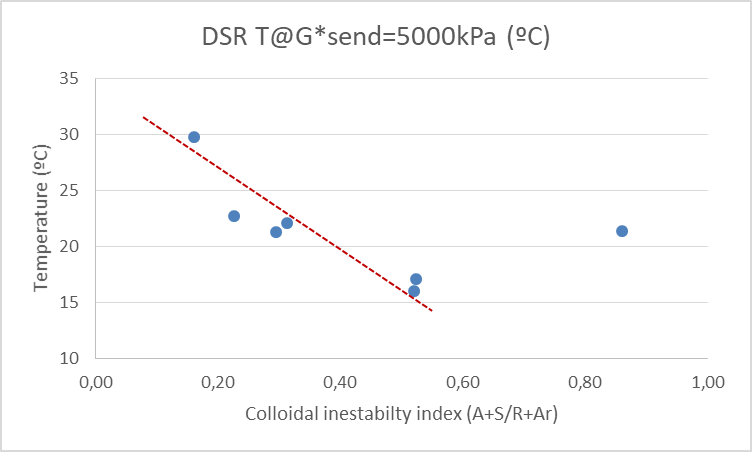 DSR T@G*send=5000kPa (ºC)
35
30
25
20
15
10
Temperature (ºC)
0,00 0,20 0,40 0,60 0,80 1,00
Colloidal inestabilty index (A+S/R+Ar)